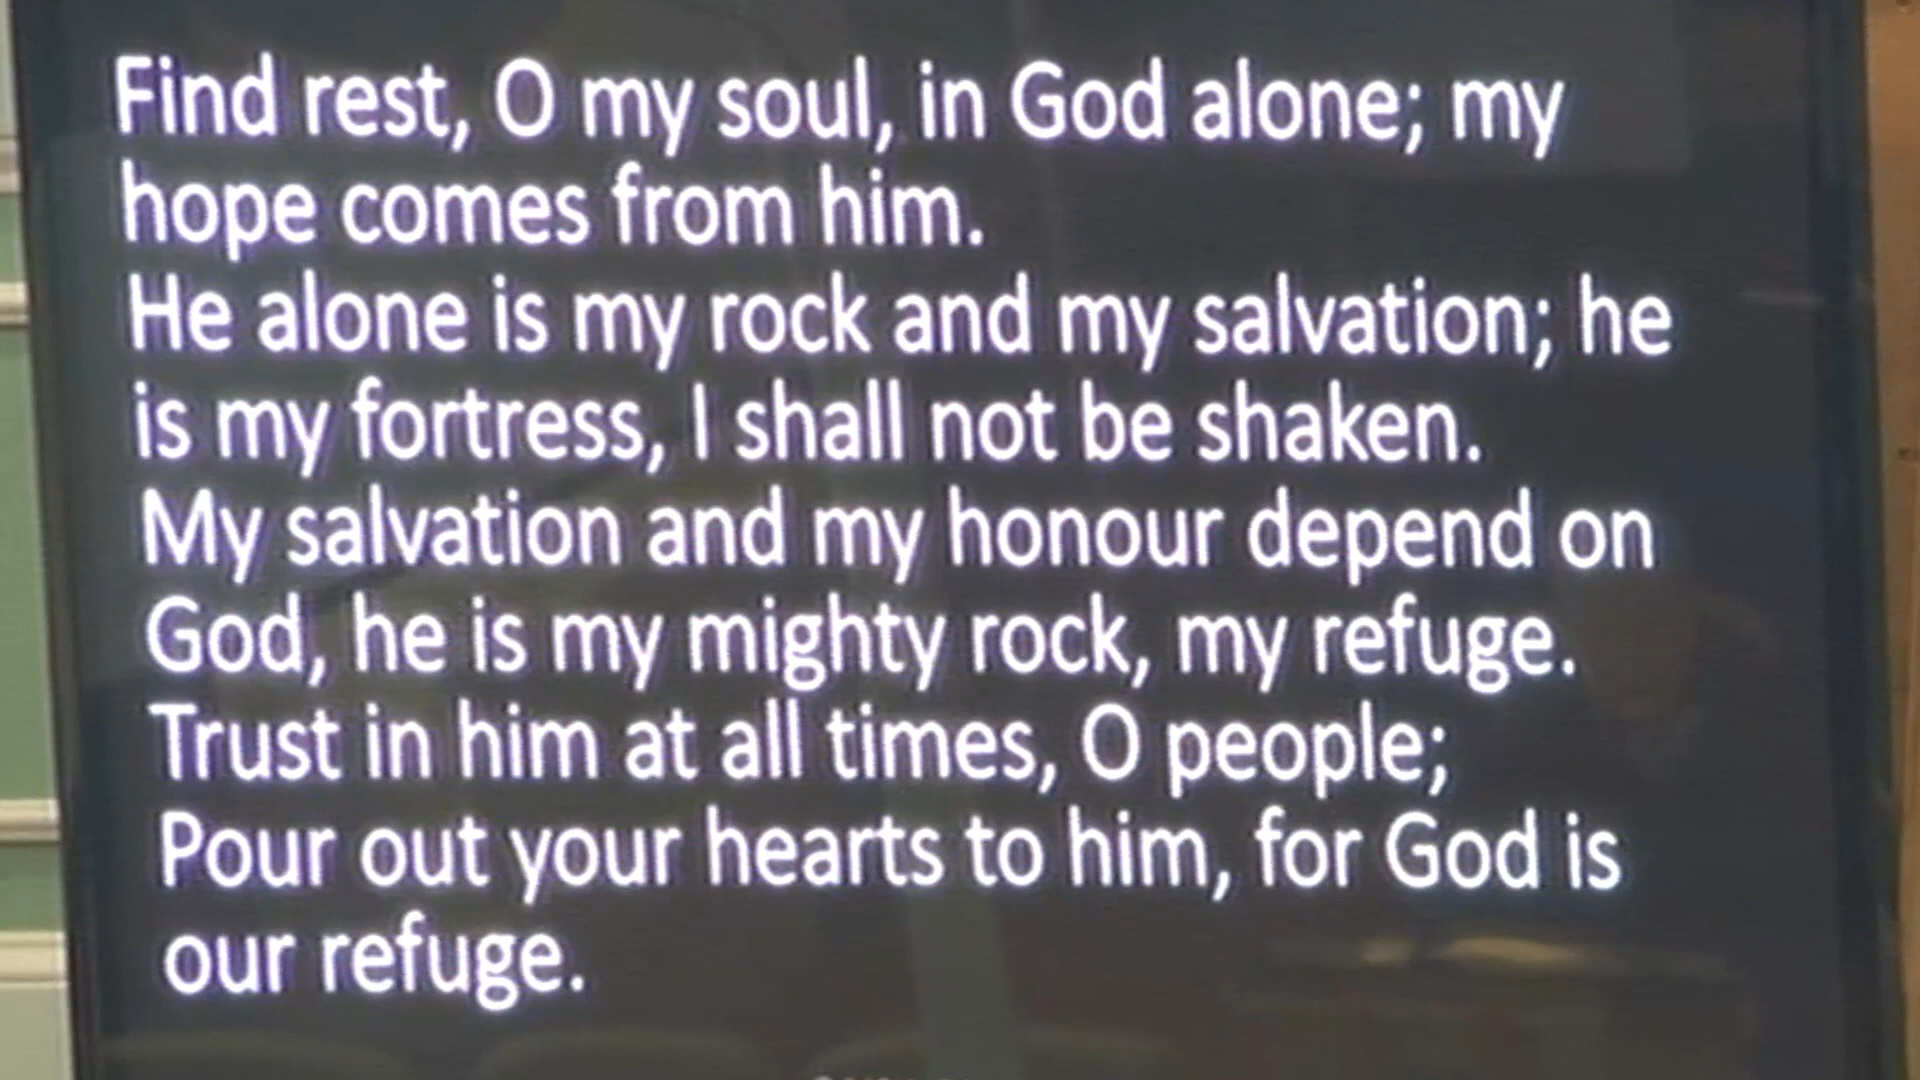 Find rest, O my soul, in God alone; my
hope comes from him.
He alone is my rock and my salvation; he
is my fortress, I shall not be shaken.
My salvation and my honour depend on
God, he is my mighty rock, my refuge.
Trust in him at all times, O people;
Pour out your hearts to him, for God is
our refuge.